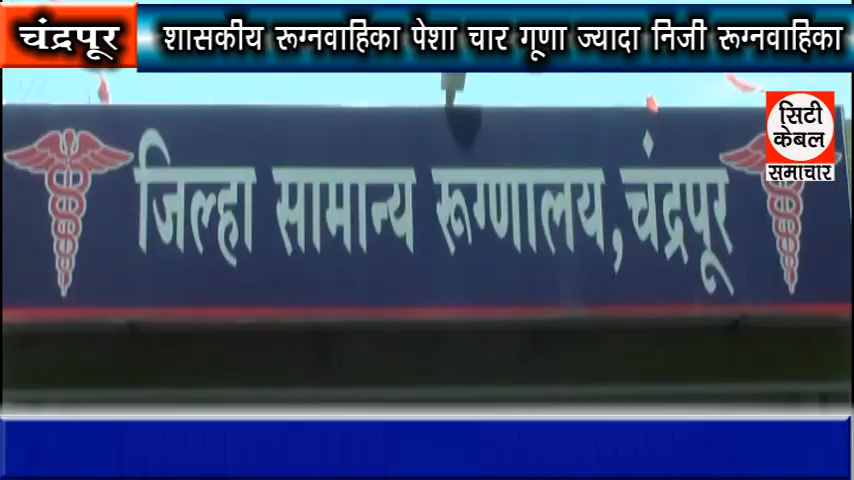 चंद्रपूर
शासकीय रूग्नवाहिका पेशा चार गूणा ज्यादा निजी रूग्नवाहिका
सिटी
केबल
समाचार
जिल्हा सामान्य रूग्णालय, चंद्रपूर